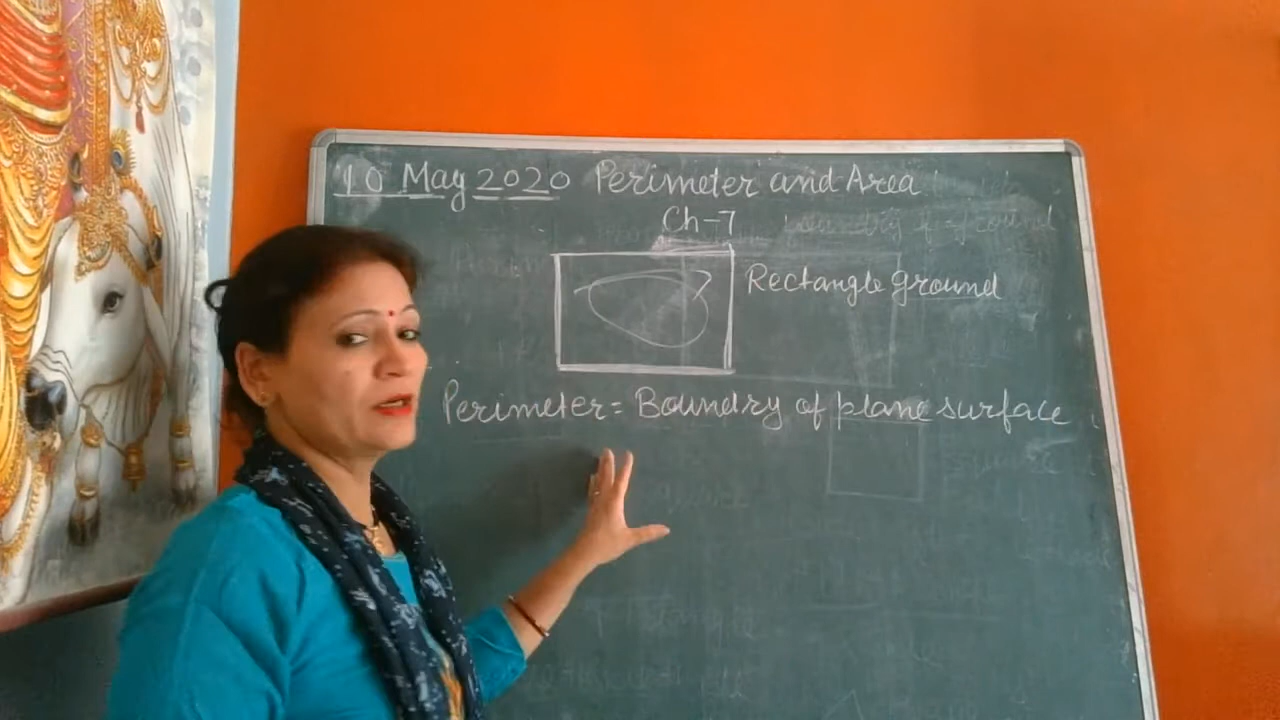 10 May 2020 Perimeter and Area
Ch-7
Rectangle ground
Perimeter = Boundry of plane surface